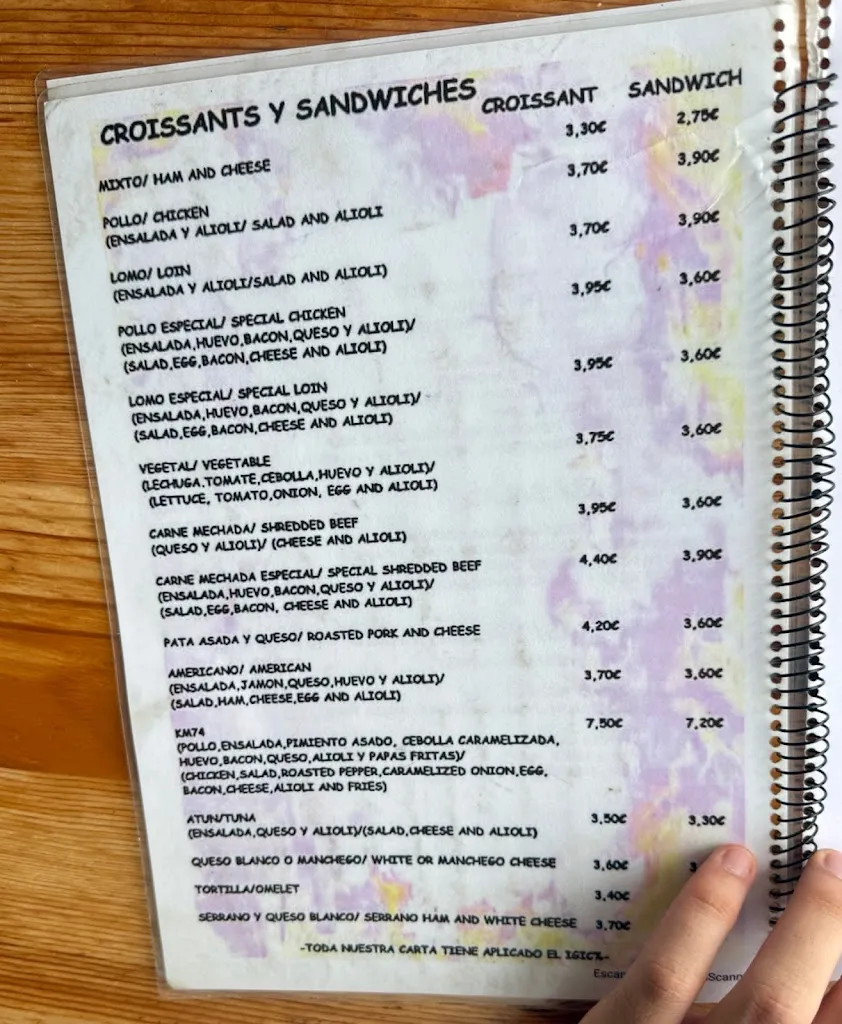 CROISSANTS Y SANDWICHES CROISSANT SANDWICH
MIXTO/ HAM AND CHEESE 3,30€ 2,75€
POLLO/ CHICKEN 3,70€ 3,90€
(ENSALADA Y ALIOLI/ SALAD AND ALIOLI
LOMO/ LOIN 3,70€ 3,90€
(ENSALADA Y ALIOLI/SALAD AND ALIOLI)
POLLO ESPECIAL/ SPECIAL CHICKEN 3,95€ 3,60€
(ENSALADA,HUEVO,BACON,QUESO Y ALIOLI)/
(SALAD,EGG,BACON,CHEESE AND ALIOLI)
LOMO ESPECIAL/ SPECIAL LOIN 3,95€ 3,60€
(ENSALADA,HUEVO,BACON,QUESO Y ALIOLI)/
(SALAD,EGG,BACON,CHEESE AND ALIOLI)
VEGETAL/ VEGETABLE 3,75€ 3,60€
(LECHUGA.TOMATE,CEBOLLA,HUEVO Y ALIOLI)/
(LETTUCE, TOMATO,ONION, EGG AND ALIOLI)
CARNE MECHADA/ SHREDDED BEEF 3,95€ 3,60€
(QUESO Y ALIOLI)/ (CHEESE AND ALIOLI)
CARNE MECHADA ESPECIAL/ SPECIAL SHREDDED BEEF 4,40€ 3,90€
(ENSALADA,HUEVO,BACON,QUESO Y ALIOLI)/
(SALAD,EGG,BACON, CHEESE AND ALIOLI)
PATA ASADA Y QUESO/ ROASTED PORK AND CHEESE 4,20€ 3,60€
AMERICANO/ AMERICAN 3,70€ 3,60€
(ENSALADA,JAMON,QUESO,HUEVO Y ALIOLI)/
(SALAD,HAM,CHEESE,EGG AND ALIOLI)
KM74 7,50€ 7,20€
(POLLO,ENSALADA,PIMIENTO ASADO, CEBOLLA CARAMELIZADA,
HUEVO,BACON,QUESO,ALIOLI Y PAPAS FRITAS)/
(CHICKEN,SALAD,ROASTED PEPPER,CARAMELIZED ONION,EGG,
BACON,CHEESE,ALIOLI AND FRIES)
ATUN/TUNA 3,50€ 3,30€
(ENSALADA,QUESO Y ALIOLI)/(SALAD,CHEESE AND ALIOLI)
QUESO BLANCO O MANCHEGO/ WHITE OR MANCHEGO CHEESE 3,60€
TORTILLA/OMELET 3,40€
SERRANO Y QUESO BLANCO/ SERRANO HAM AND WHITE CHEESE 3,70€
-TODA NUESTRA CARTA TIENE APLICADO EL IGIC%-